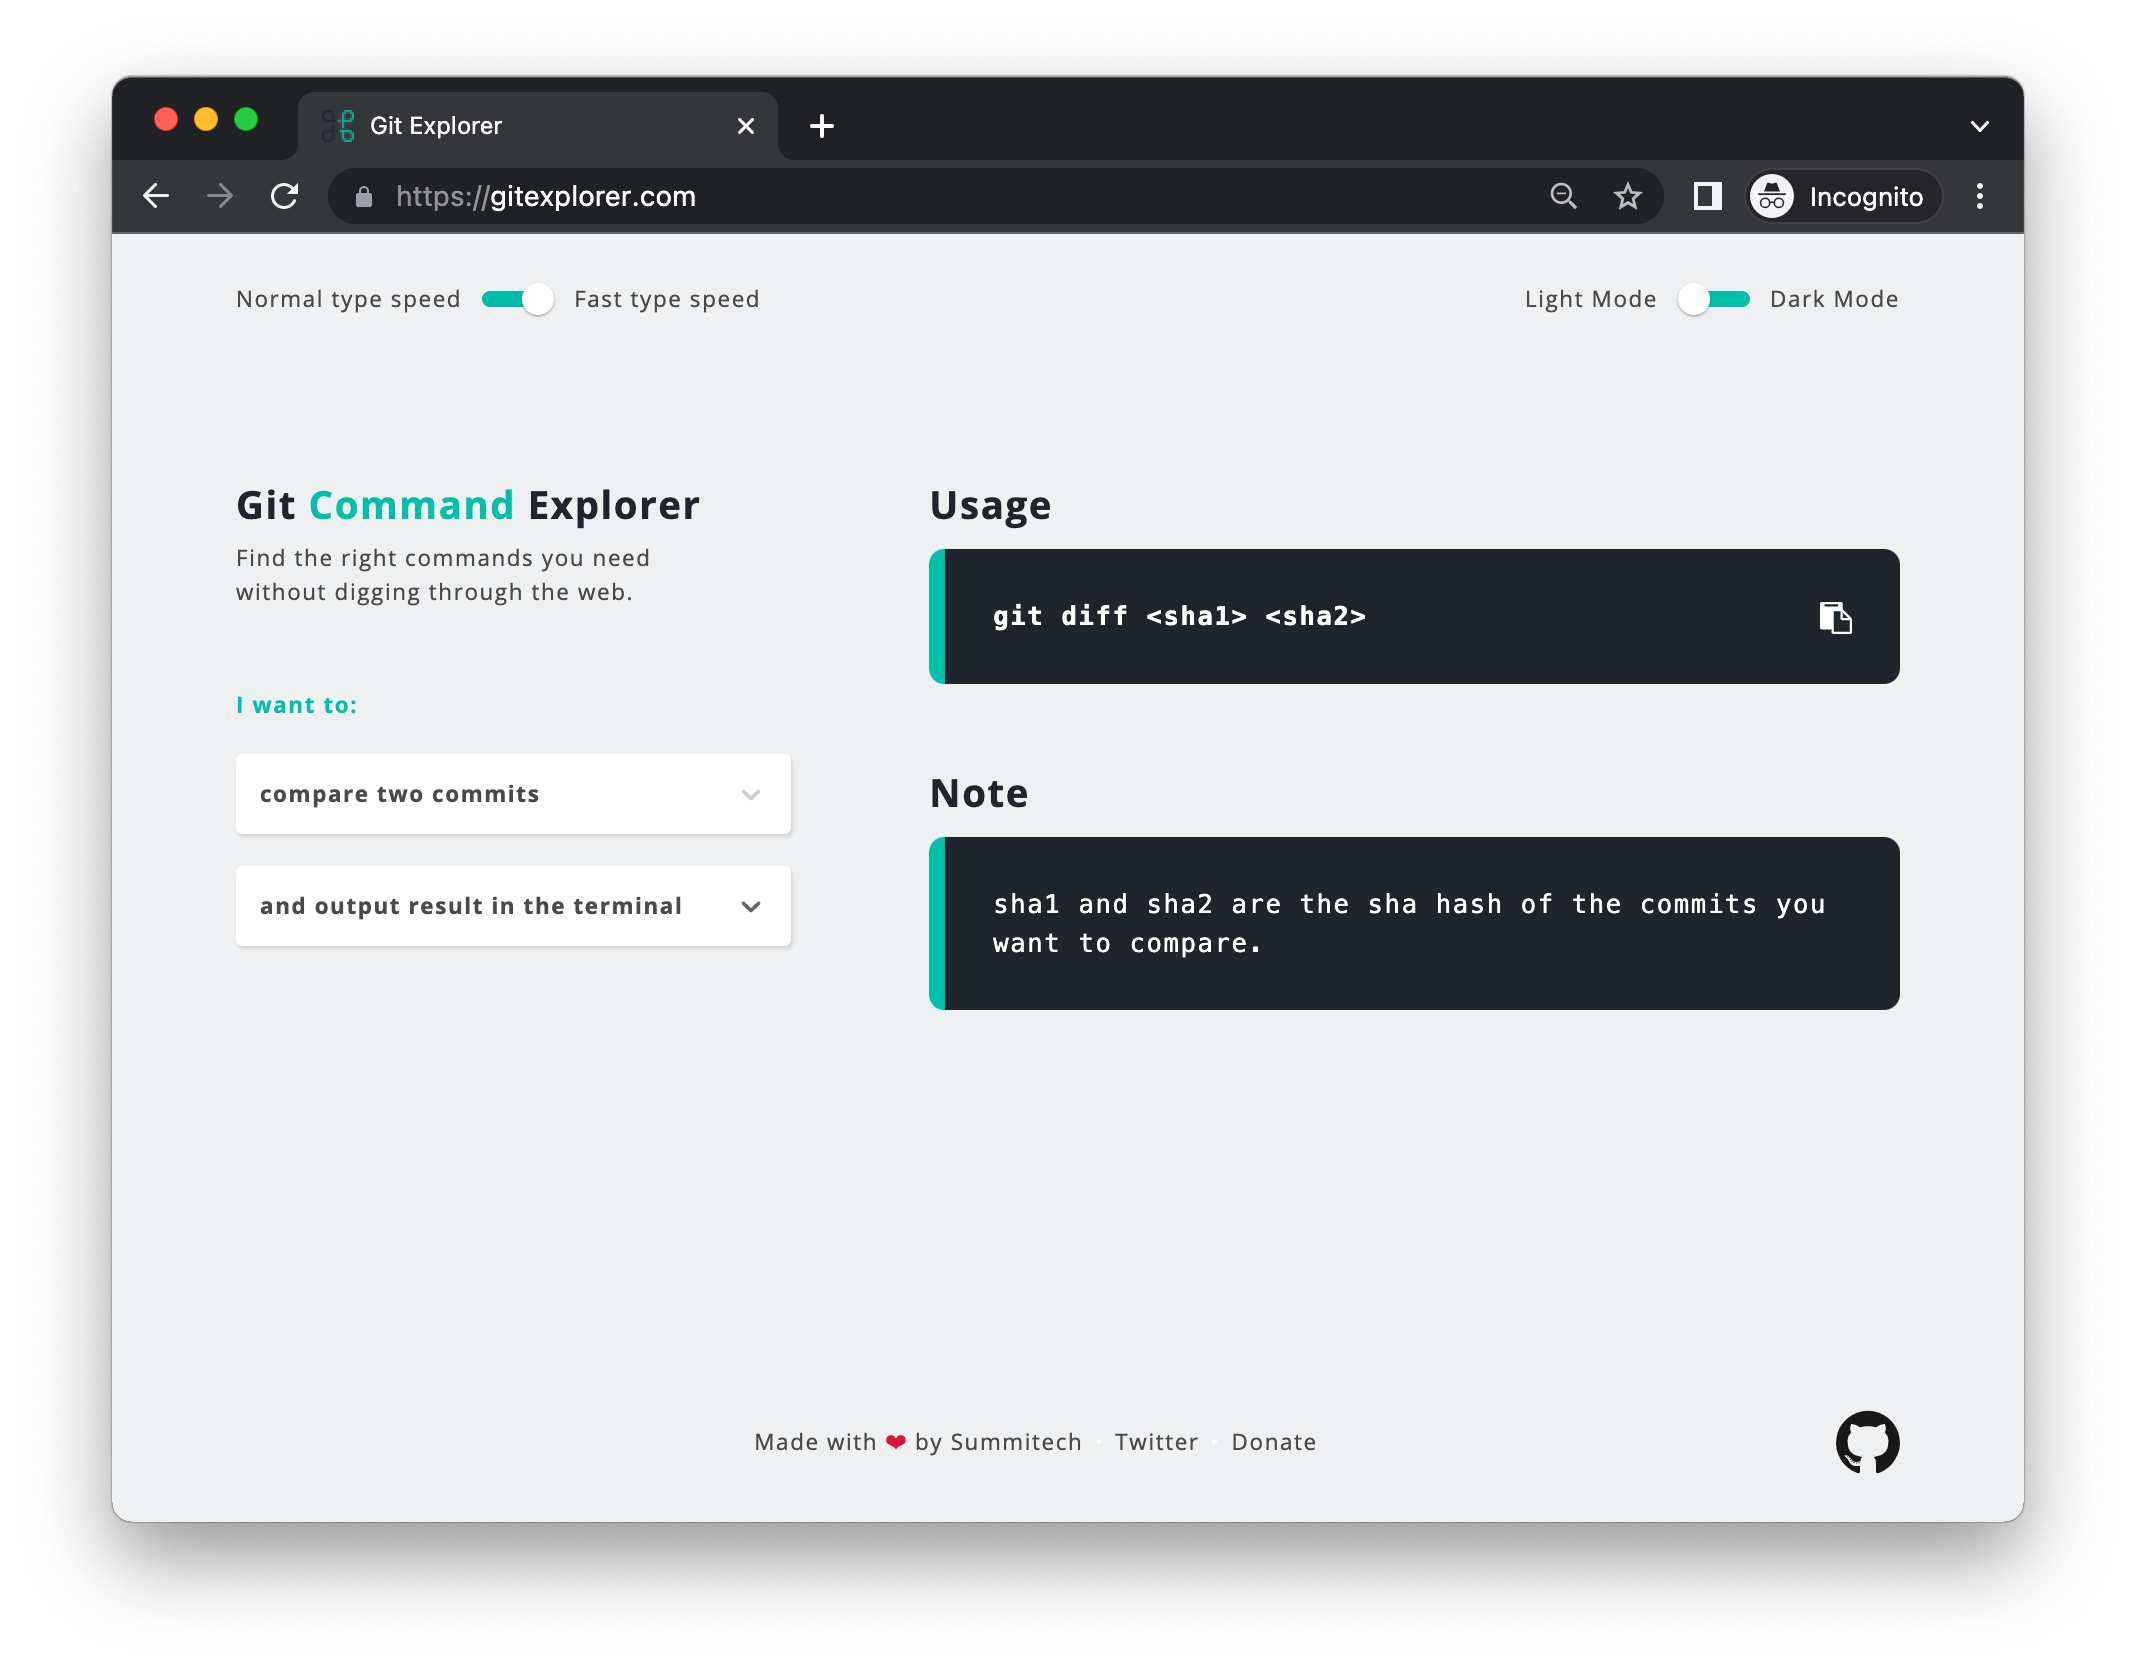 Git Explorer
https://gitexplorer.com
Incognito
Normal type speed
Fast type speed
Light Mode
Dark Mode
Git Command Explorer
Find the right commands you need
without digging through the web.
I want to:
compare two commits
and output result in the terminal
Usage
git diff <sha1> <sha2>
Note
sha1 and sha2 are the sha hash of the commits you
want to compare.
Made with ❤ by Summitech · Twitter · Donate